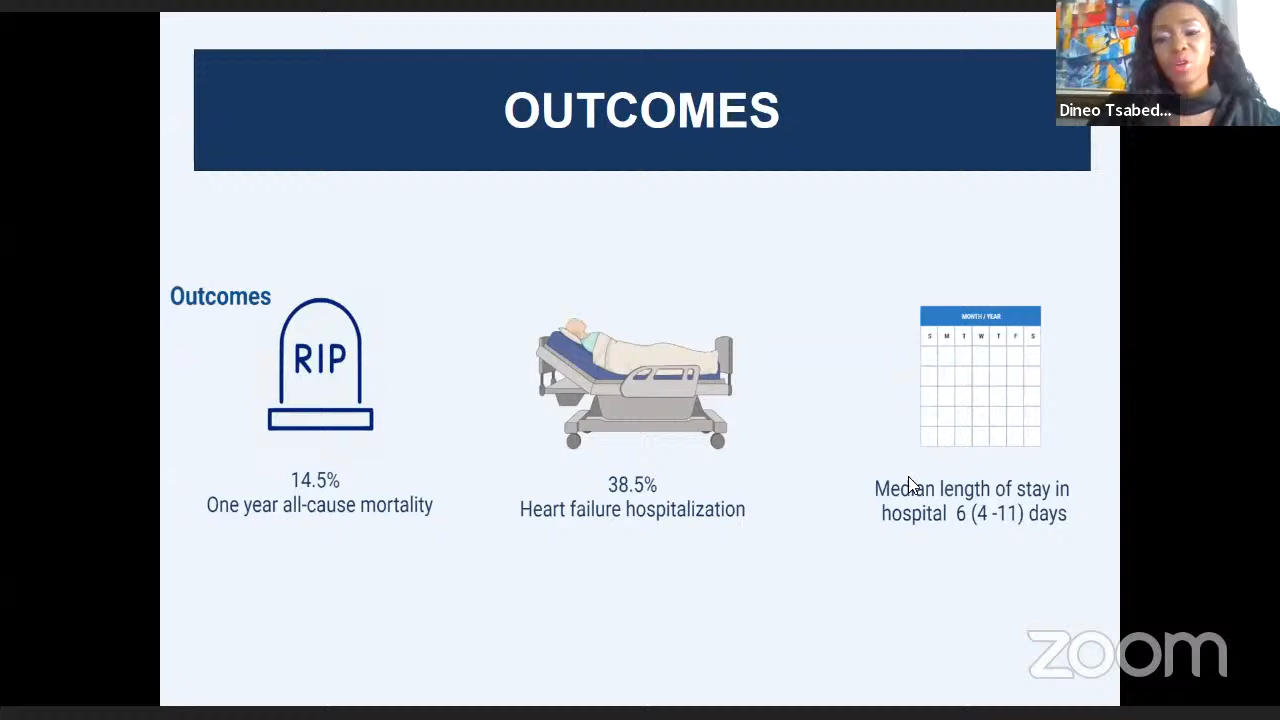 OUTCOMES
Dineo Tsabed...
Outcomes
RIP
MONTH / YEAR
S M T W T F S
14.5%
One year all-cause mortality
38.5%
Heart failure hospitalization
Median length of stay in
hospital 6 (4 -11) days
zoom